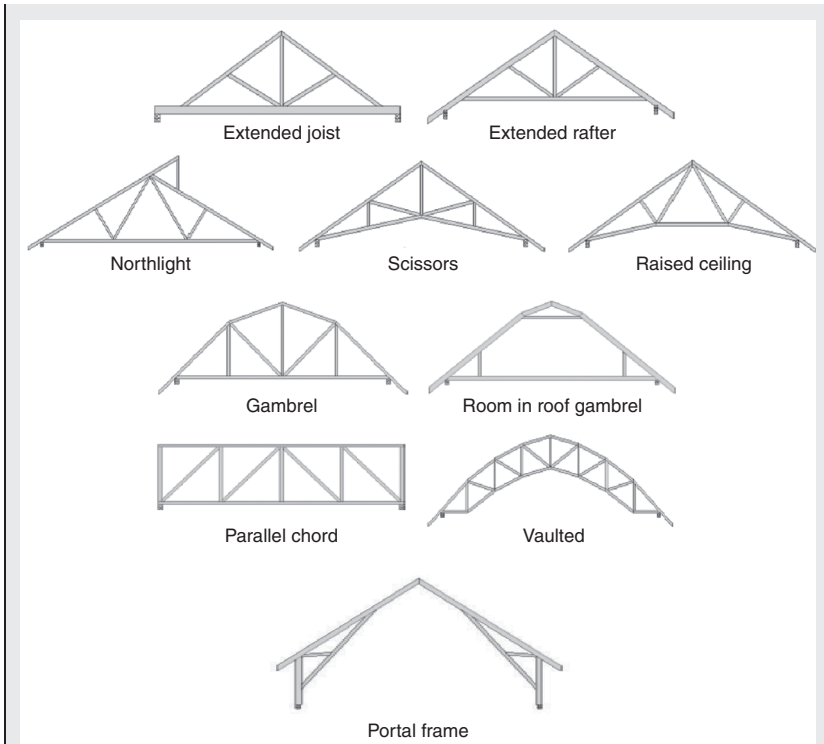 Extended joist
Extended rafter
Northlight
Scissors
Raised ceiling
Gambrel
Room in roof gambrel
Parallel chord
Vaulted
Portal frame